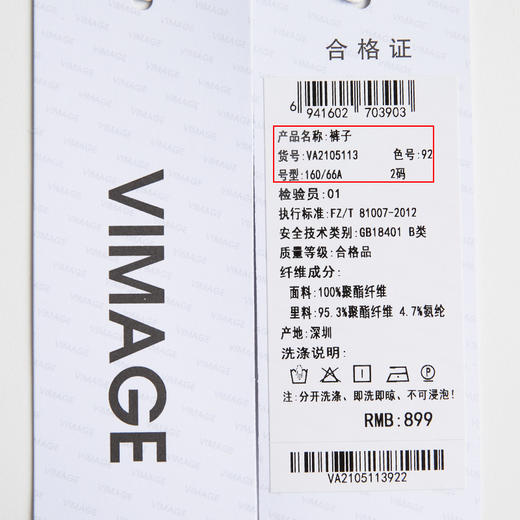 VIMAGE
合格证
6 941602 703903
产品名称:裤子
货号:VA2105113 色号:92
号型:160/66A 2码
检验员:01
执行标准:FZ/T 81007-2012
安全技术类别:GB18401 B类
质量等级:合格品
纤维成分:
面料:100%聚酯纤维
里料:95.3%聚酯纤维 4.7%氨纶
产地:深圳
洗涤说明:
注:分开洗涤、即洗即晾、不可浸泡!
RMB:899
VA2105113922